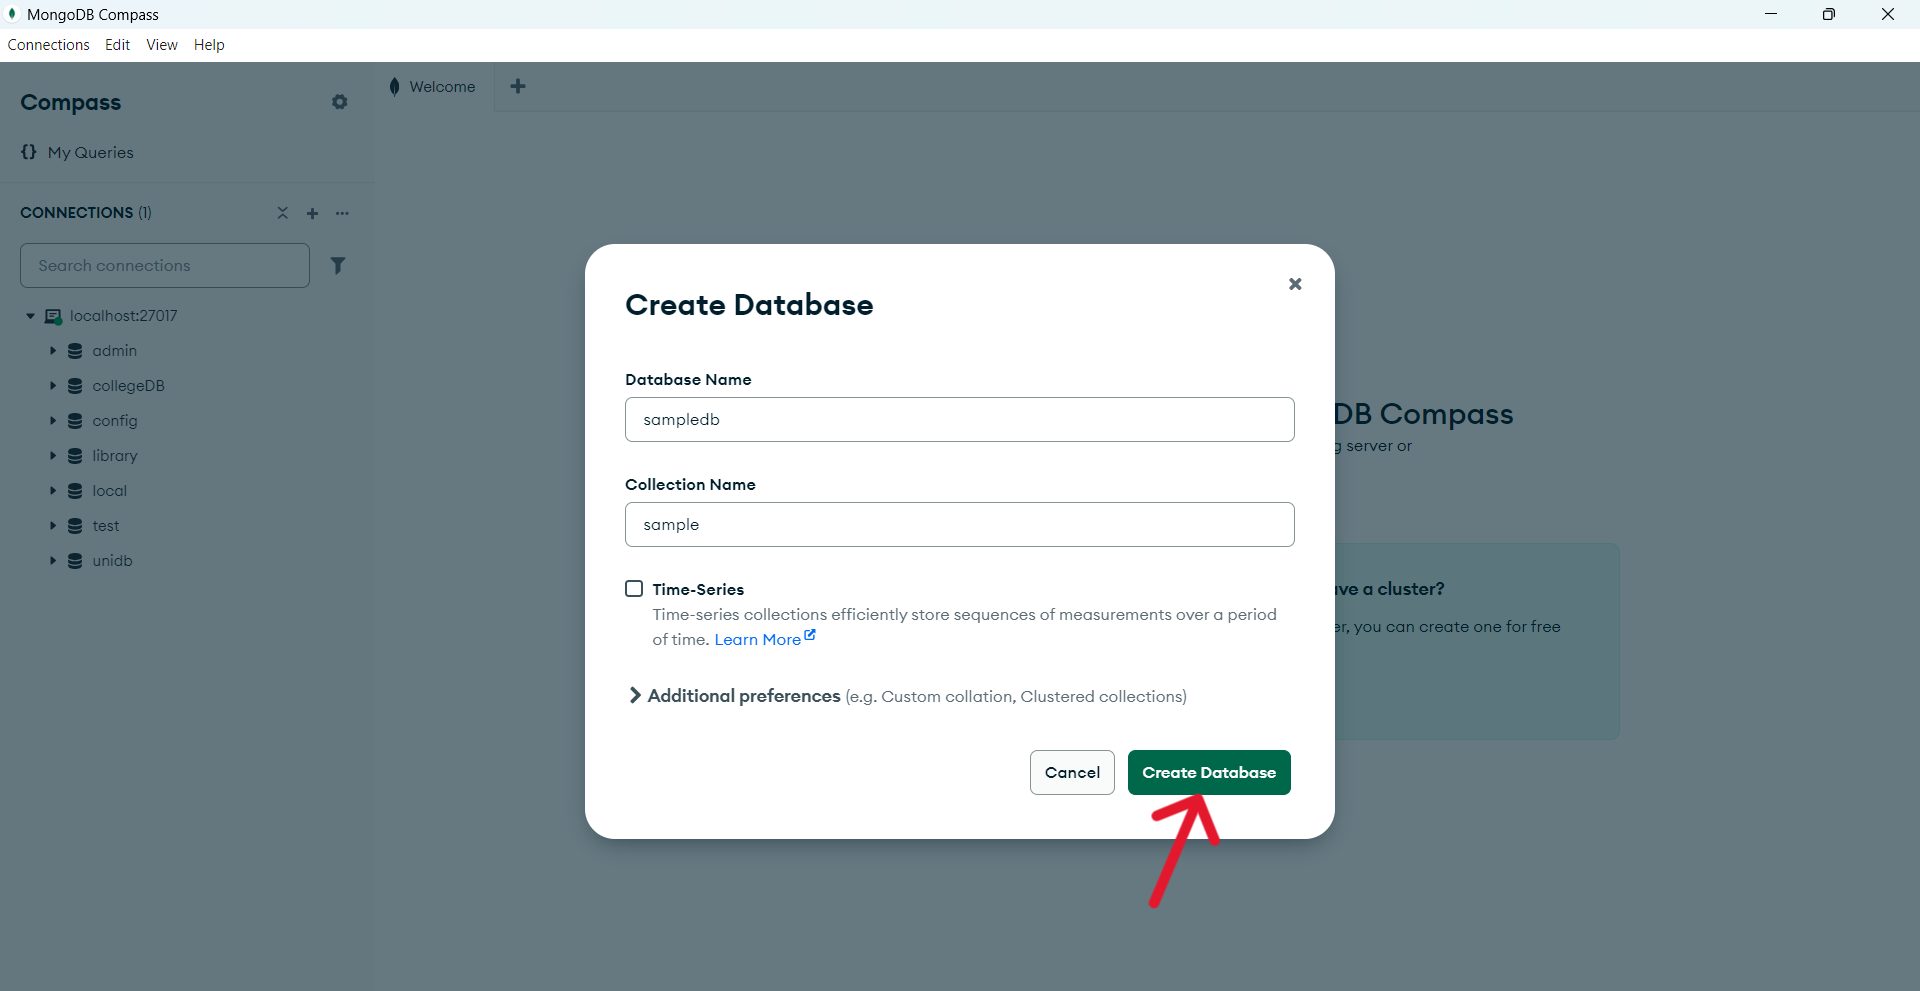 MongoDB Compass
Connections Edit View Help
Compass
{} My Queries
CONNECTIONS (1)
Search connections
localhost:27017
admin
collegeDB
config
library
local
test
unidb
Welcome
DB Compass
g server or
ve a cluster?
er, you can create one for free
Create Database
Database Name
sampledb
Collection Name
sample
Time-Series
Time-series collections efficiently store sequences of measurements over a period
of time. Learn More
Additional preferences (e.g. Custom collation, Clustered collections)
Cancel Create Database